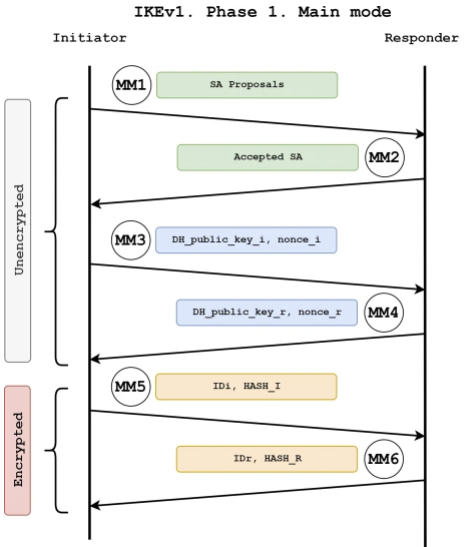 IKEv1. Phase 1. Main mode
Initiator
Responder
MM1
SA Proposals
Accepted SA
MM2
Unencrypted
MM3
DH_public_key_i, nonce_i
DH_public_key_r, nonce_r
MM4
MM5
IDi, HASH_I
Encrypted
IDr, HASH_R
MM6